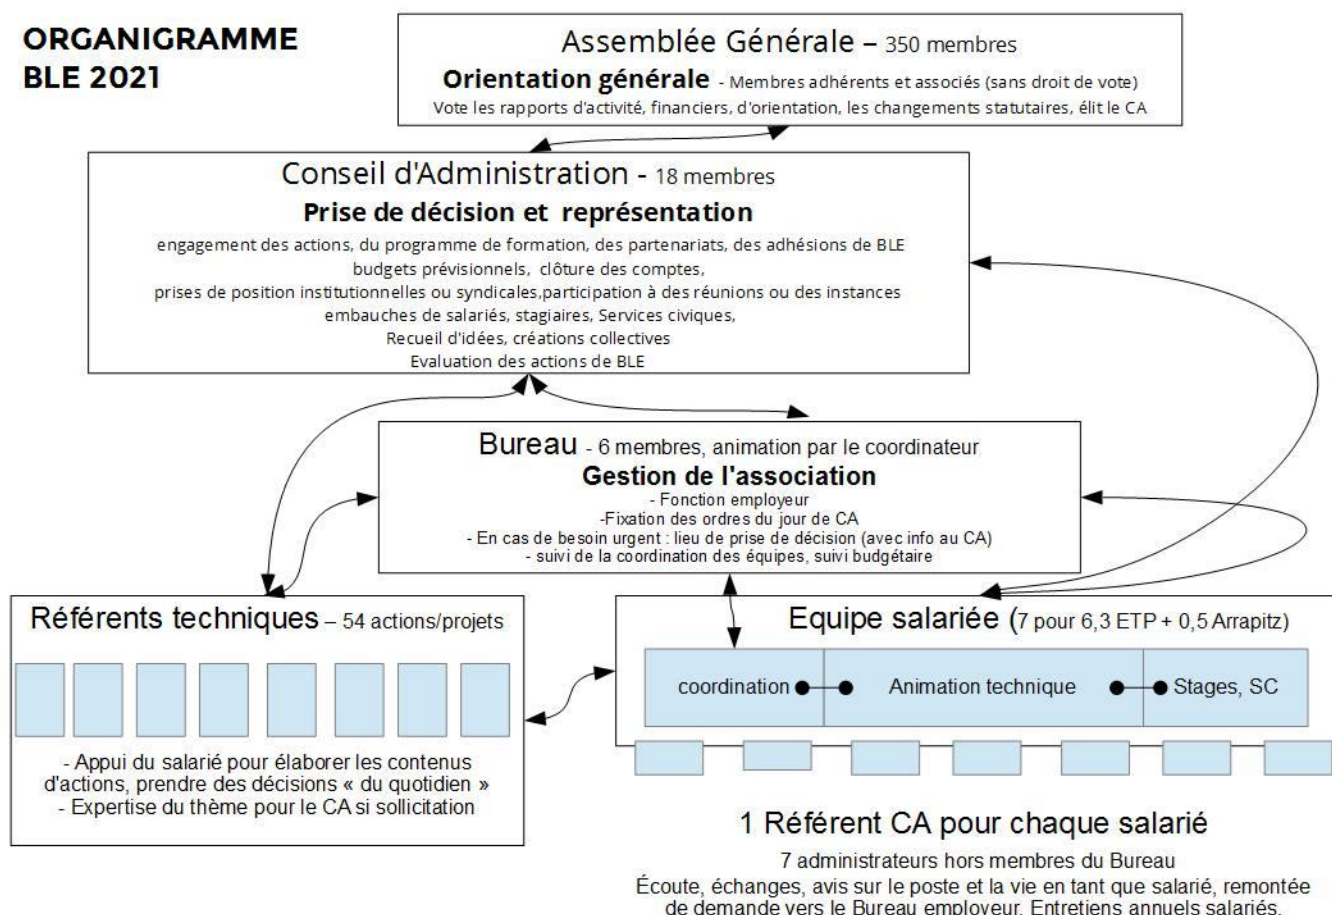 ORGANIGRAMME
BLE 2021
Assemblée Générale – 350 membres
Orientation générale - Membres adhérents et associés (sans droit de vote)
Vote les rapports d'activité, financiers, d'orientation, les changements statutaires, élit le CA
Conseil d'Administration - 18 membres
Prise de décision et représentation
engagement des actions, du programme de formation, des partenariats, des adhésions de BLE
budgets prévisionnels, clôture des comptes,
prises de position institutionnelles ou syndicales,participation à des réunions ou des instances
embauches de salariés, stagiaires, Services civiques,
Recueil d'idées, créations collectives
Evaluation des actions de BLE
Bureau - 6 membres, animation par le coordinateur
Gestion de l'association
- Fonction employeur
-Fixation des ordres du jour de CA
- En cas de besoin urgent : lieu de prise de décision (avec info au CA)
- suivi de la coordination des équipes, suivi budgétaire
Référents techniques – 54 actions/projets
- Appui du salarié pour élaborer les contenus
d'actions, prendre des décisions « du quotidien »
- Expertise du thème pour le CA si sollicitation
Equipe salariée (7 pour 6,3 ETP + 0,5 Arrapitz)
coordination
Animation technique
Stages, SC
1 Référent CA pour chaque salarié
7 administrateurs hors membres du Bureau
Écoute, échanges, avis sur le poste et la vie en tant que salarié, remontée
de demande vers le Bureau employeur. Entretiens annuels salariés.